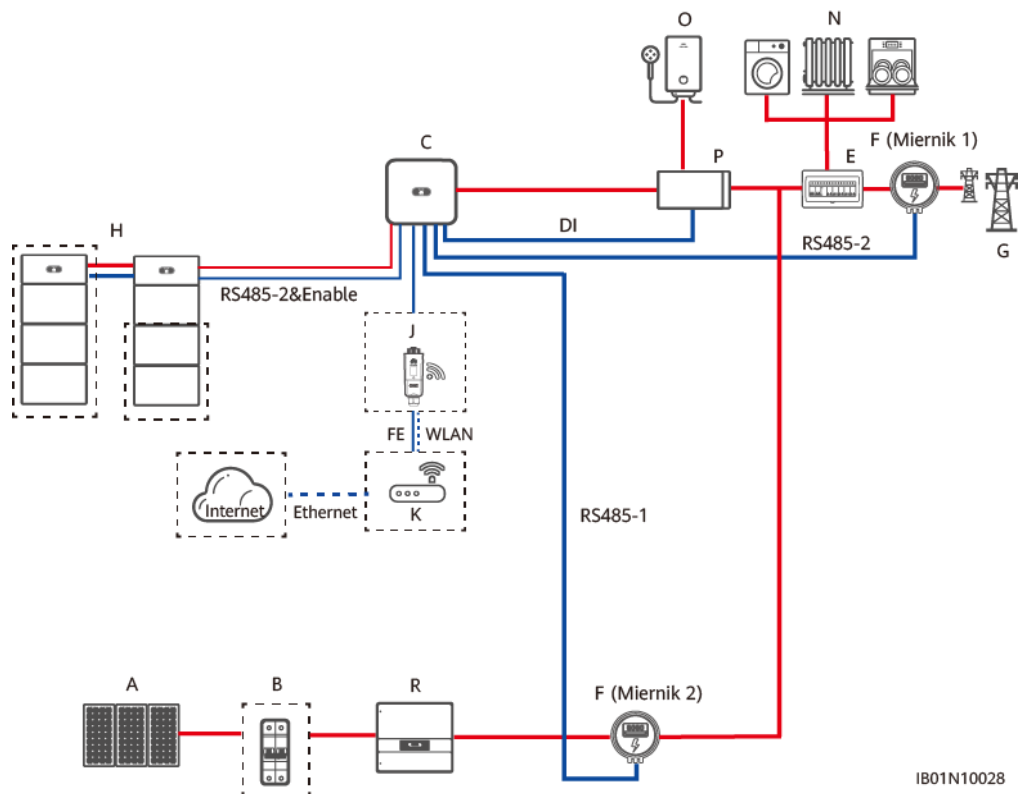 O
N
F (Miernik 1)
C
P
E
DI
RS485-2
G
H
RS485-2&Enable
J
FE
WLAN
Internet
Ethernet
K
RS485-1
A
B
R
F (Miernik 2)
IB01N10028